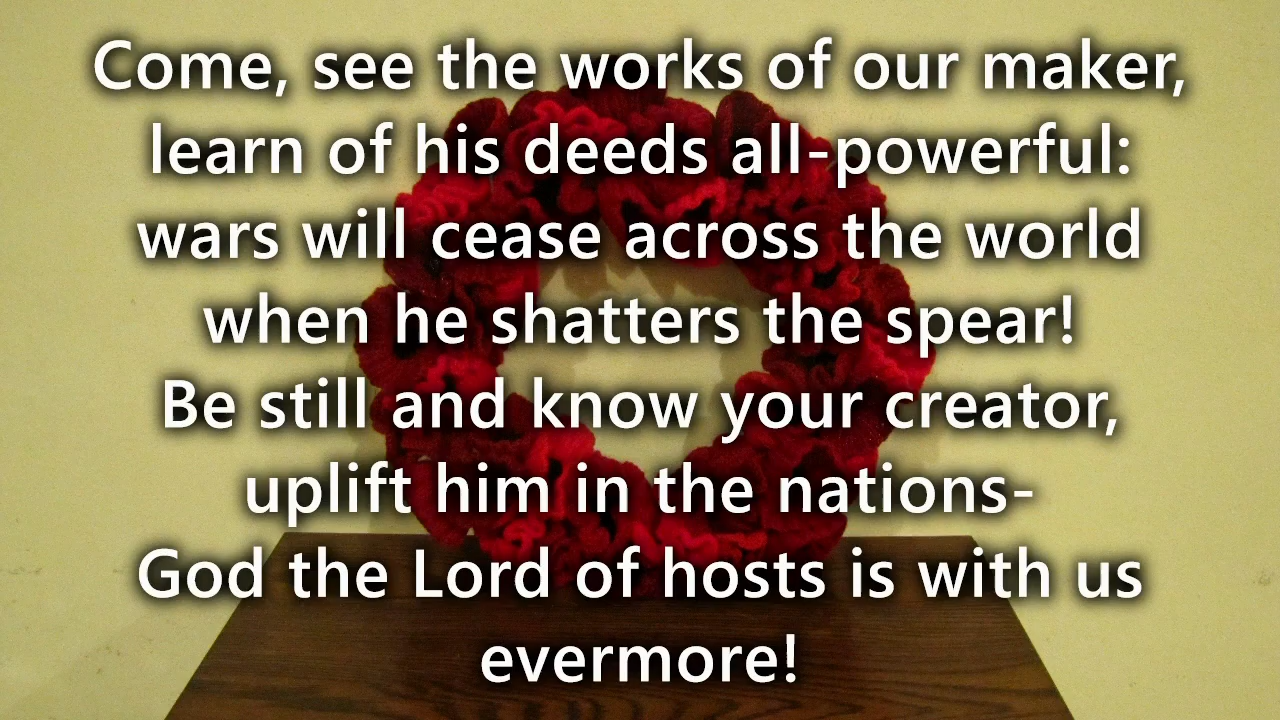 Come, see the works of our maker,
learn of his deeds all-powerful:
wars will cease across the world
when he shatters the spear!
Be still and know your creator,
uplift him in the nations-
God the Lord of hosts is with us
evermore!